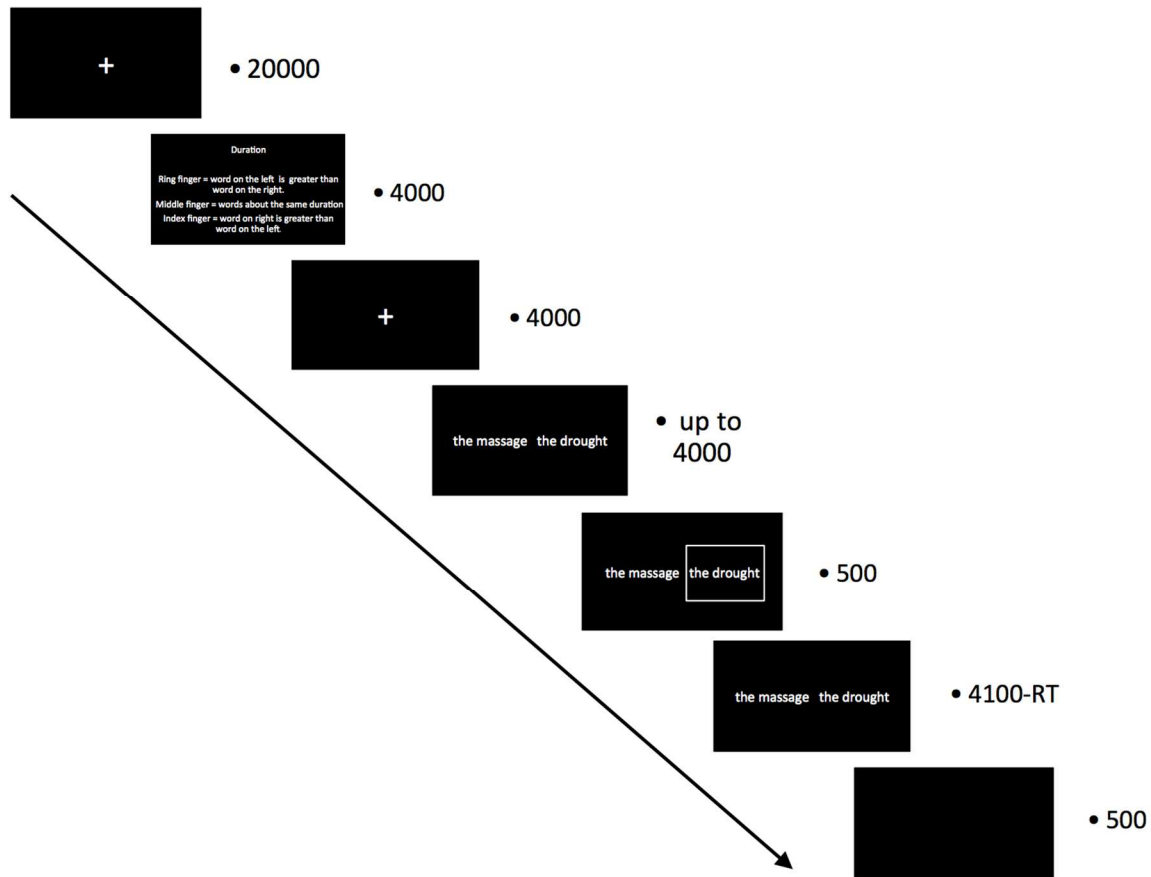 +
• 20000
Duration
Ring finger = word on the left is greater than
word on the right.
Middle finger = words about the same duration
Index finger = word on right is greater than
word on the left.
• 4000
+
• 4000
the massage the drought
• up to
4000
the massage the drought
• 500
the massage the drought
• 4100-RT
• 500